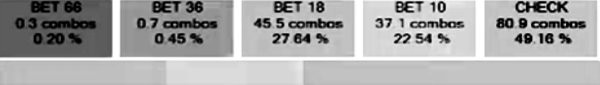 BET 66
0.3 combos
0.20 %
BET 36
0.7 combos
0.45 %
BET 18
45.5 combos
27.64 %
BET 10
37.1 combos
22.54 %
CHECK
80.9 combos
49.16 %